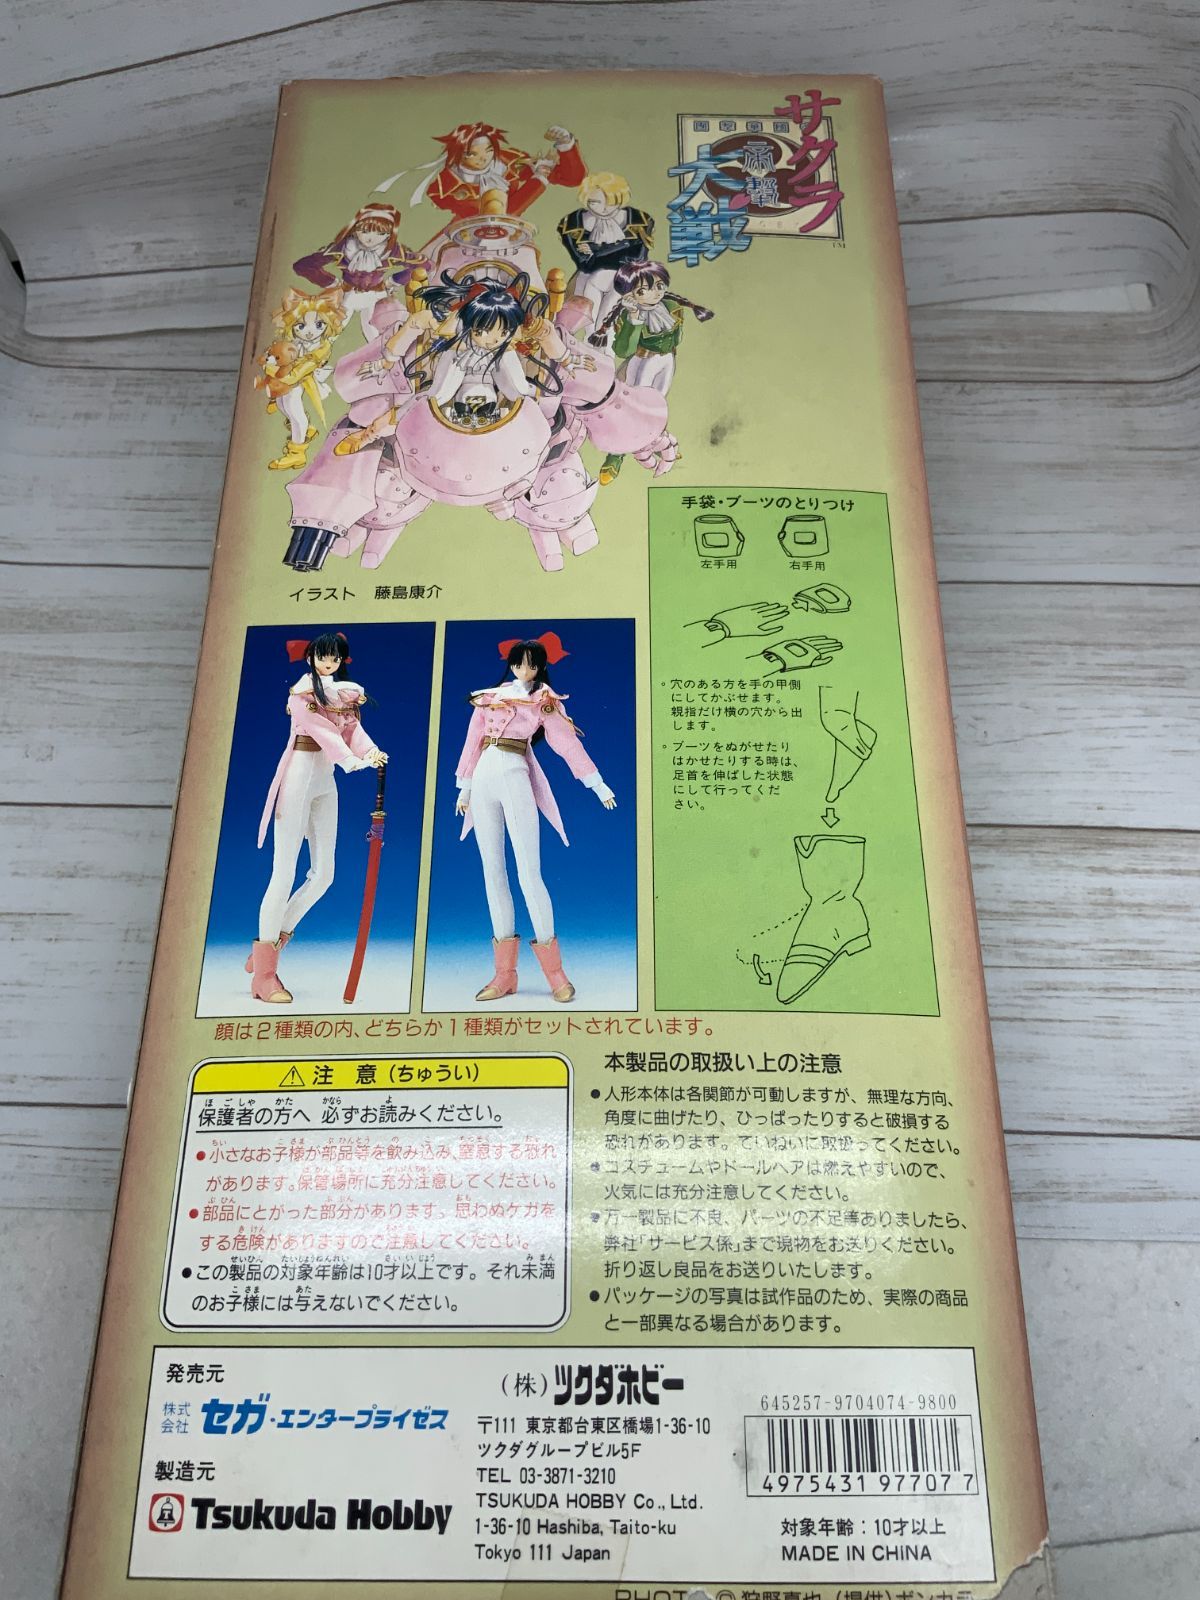 サクラ
大戦
帝撃
TM
イラスト　藤島康介
手袋・ブーツのとりつけ
左手用　右手用
。穴のある方を手の甲側
にしてかぶせます。
親指だけ横の穴から出
します。
。ブーツをぬがせたり
はかせたりする時は、
足首を伸ばした状態
にして行ってくだ
さい。
顔は2種類の内、どちらか1種類がセットされています。
⚠注　意（ちゅうい）
保護者の方へ 必ずお読みください。
●小さなお子様が部品等を飲み込み、窒息する恐れ
があります。保管場所に充分注意してください。
●部品にとがった部分があります。思わぬケガを
する危険がありますので注意してください。
●この製品の対象年齢は10才以上です。それ未満
のお子様には与えないでください。
本製品の取扱い上の注意
●人形本体は各関節が可動しますが、無理な方向、
角度に曲げたり、ひっぱったりすると破損する
恐れがあります。ていねいに取扱ってください。
●コスチュームやドールヘアは燃えやすいので、
火気には充分注意してください。
●万一製品に不良、パーツの不足等ありましたら、
弊社「サービス係」まで現物をお送りください。
折り返し良品をお送りいたします。
●パッケージの写真は試作品のため、実際の商品
と一部異なる場合があります。
発売元
株式会社 セガ・エンタープライゼス
製造元
Tsukuda Hobby
(株)ツクダホビー
〒111 東京都台東区橋場1-36-10
ツクダグループビル5F
TEL 03-3871-3210
TSUKUDA HOBBY Co., Ltd.
1-36-10 Hashiba, Taito-ku
Tokyo 111 Japan
645257-9704074-9800
4975431977077
対象年齢：10才以上
MADE IN CHINA